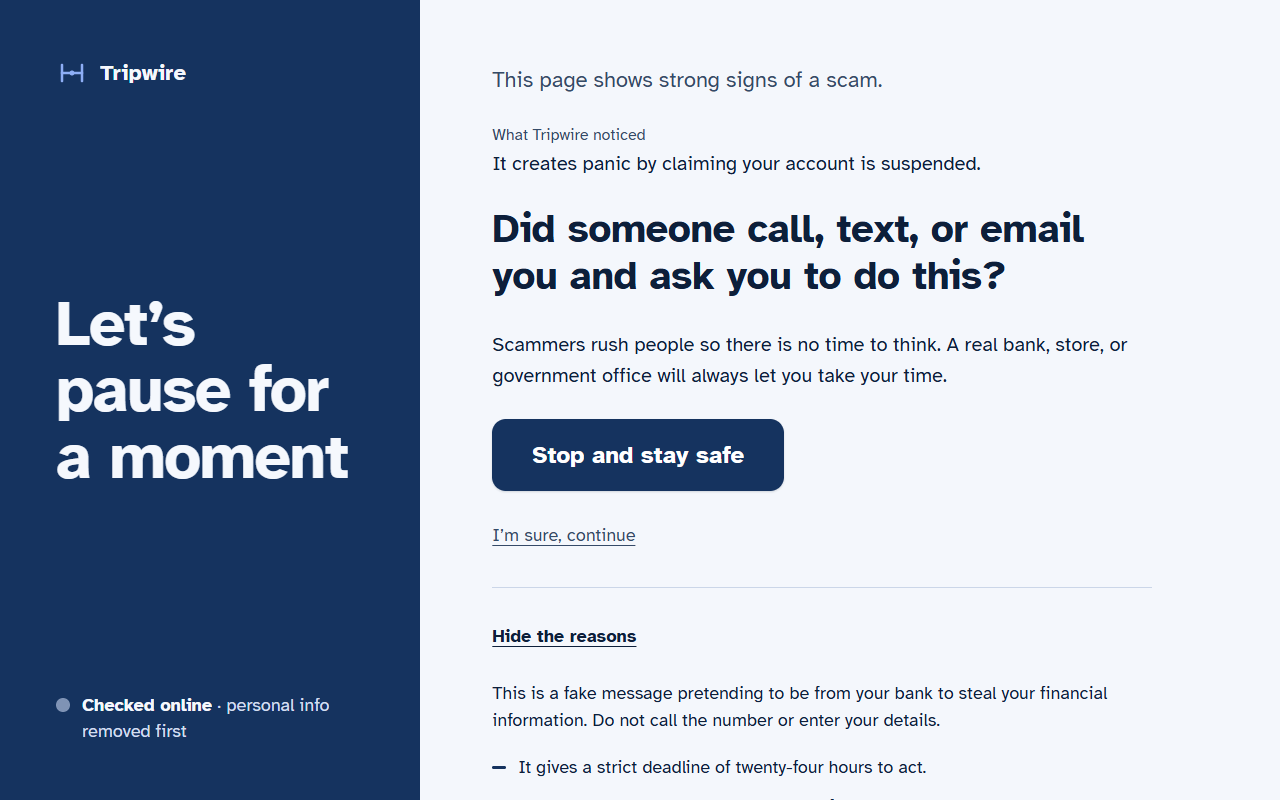 Tripwire
Let’s
pause for
a moment
Checked online · personal info
removed first
This page shows strong signs of a scam.
What Tripwire noticed
It creates panic by claiming your account is suspended.
Did someone call, text, or email
you and ask you to do this?
Scammers rush people so there is no time to think. A real bank, store, or
government office will always let you take your time.
Stop and stay safe
I’m sure, continue
Hide the reasons
This is a fake message pretending to be from your bank to steal your financial
information. Do not call the number or enter your details.
It gives a strict deadline of twenty-four hours to act.